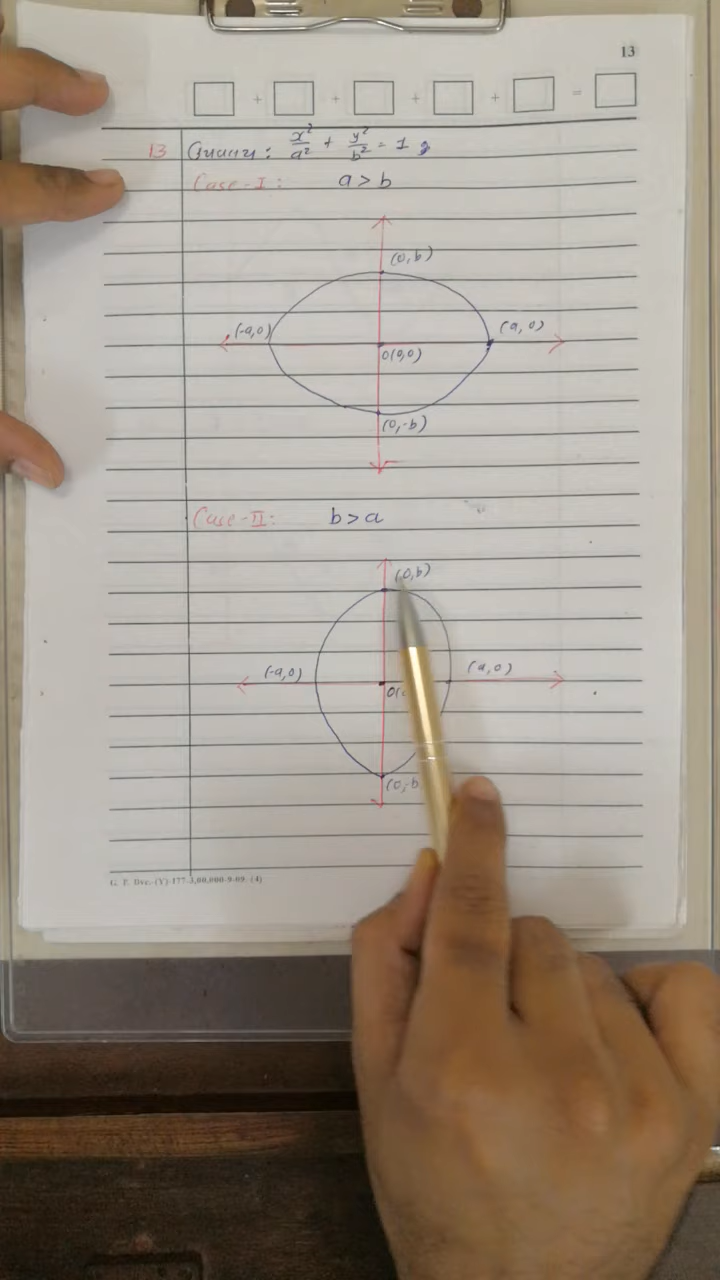 13
+ + + + =
13 x²/a² + y²/b² = 1
Case-I: a > b
(0, b)
(-a, 0) (a, 0)
O(0,0)
(0, -b)
Case-II: b > a
(0, b)
(-a, 0) (a, 0)
O(
(0, -b